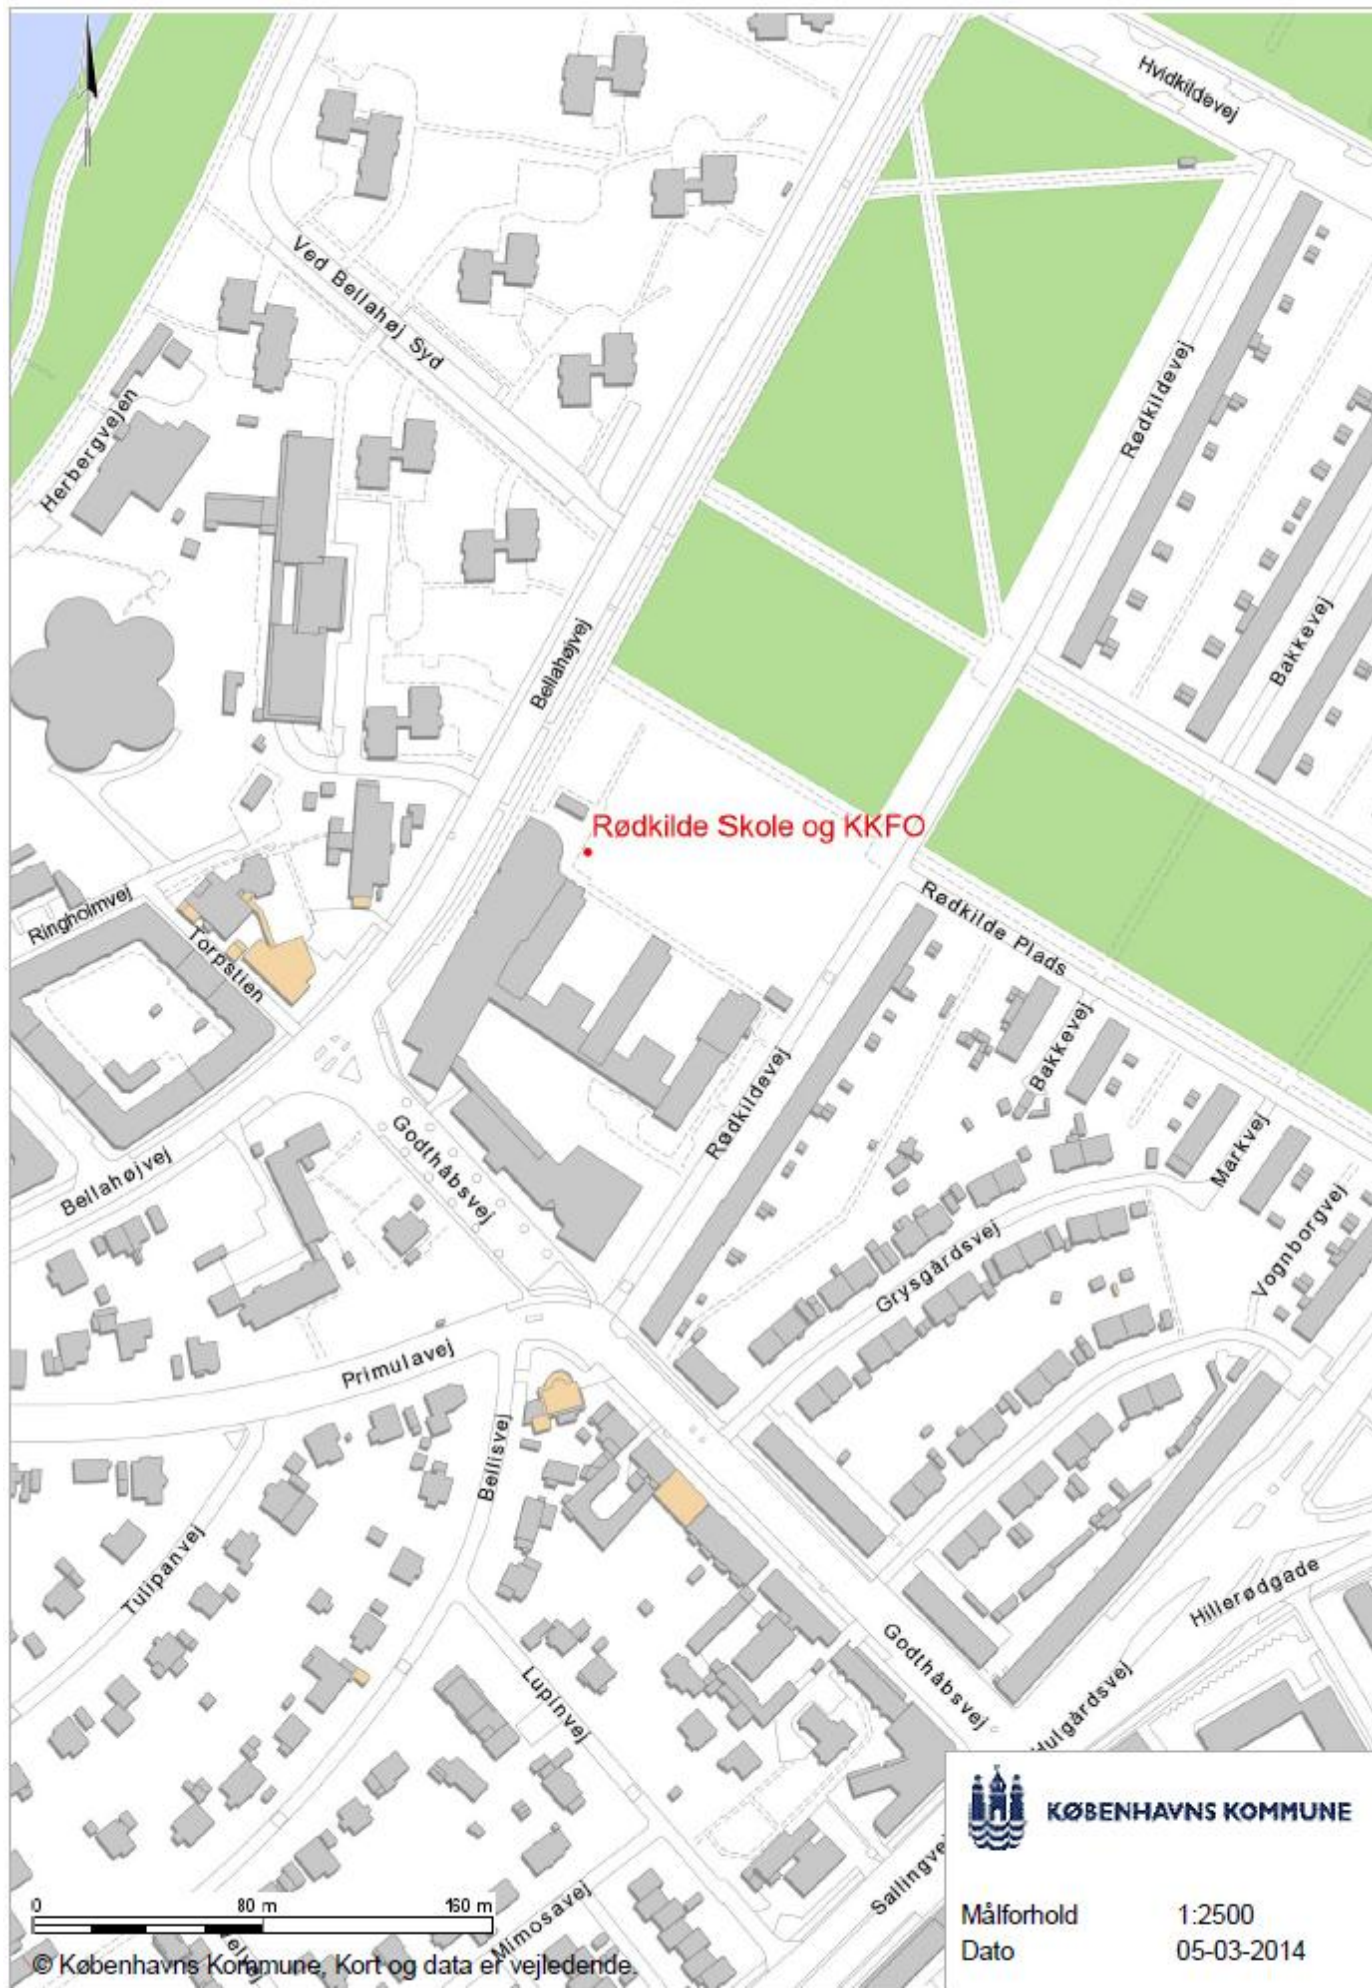 Hvidkildevej
Ved Bellahøj Syd
Rødkildevej
Herbergvejen
Bakkevej
Bellahøjvej
Rødkilde Skole og KKFO
Rødkilde Plads
Ringholmvej
Torpstien
Bakkevej
Rødkildevej
Markvej
Godthåbsvej
Bellahøjvej
Vognborgvej
Grysgårdsvej
Primulavej
Bellisvej
Tulipanvej
Hillerødgade
Godthåbsvej
Lupinvej
Hulgårdsvej
KØBENHAVNS KOMMUNE
Sallingvej
Mimosavej
0 80 m 160 m
Målforhold 1:2500
Dato 05-03-2014
© Københavns Kommune, Kort og data er vejledende.